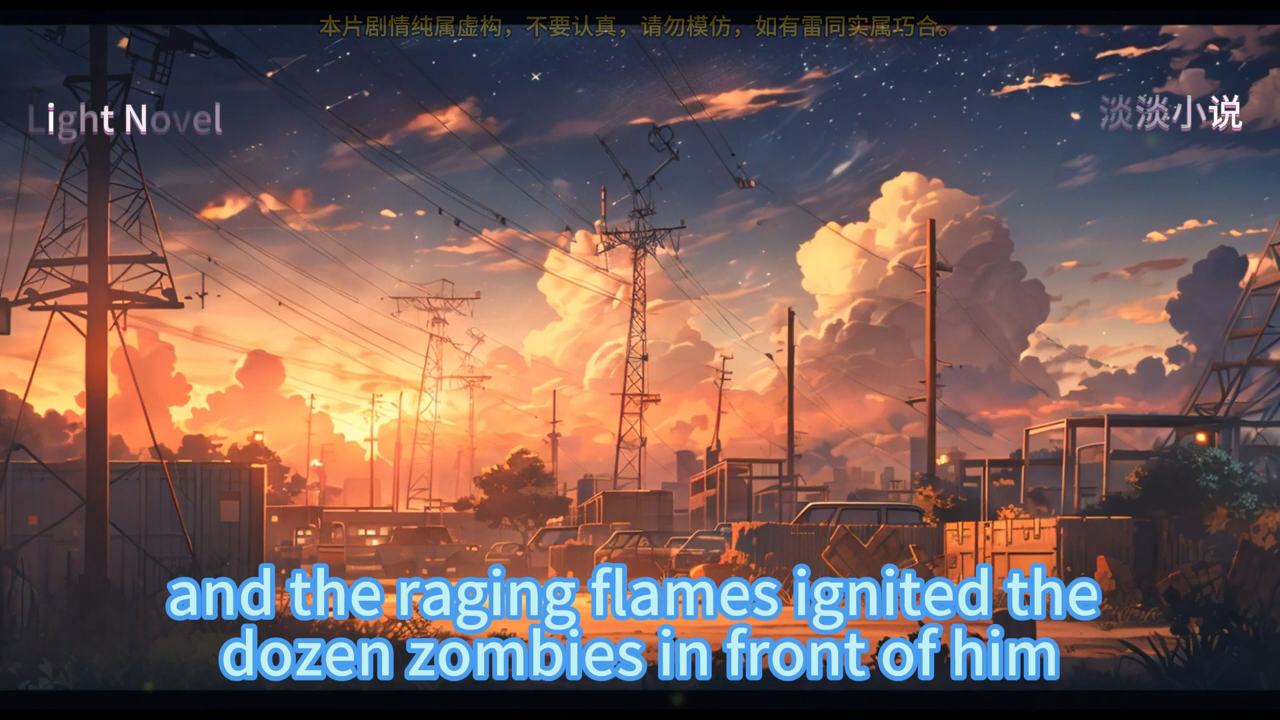 本片剧情纯属虚构，不要认真，请勿模仿，如有雷同实属巧合。
Light Novel
淡淡小说
and the raging flames ignited the
dozen zombies in front of him